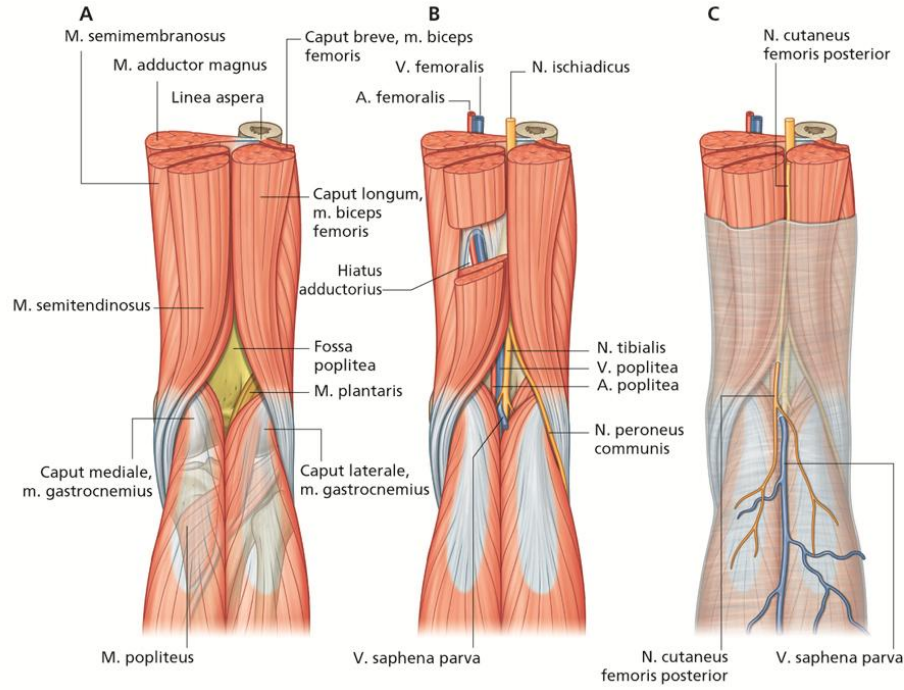 A
M. semimembranosus
M. adductor magnus
Linea aspera
Caput breve, m. biceps
femoris
Caput longum,
m. biceps
femoris
M. semitendinosus
Fossa
poplitea
M. plantaris
Caput mediale,
m. gastrocnemius
Caput laterale,
m. gastrocnemius
M. popliteus
B
V. femoralis
A. femoralis
N. ischiadicus
Hiatus
adductorius
N. tibialis
V. poplitea
A. poplitea
N. peroneus
communis
V. saphena parva
C
N. cutaneus
femoris posterior
N. cutaneus
femoris posterior
V. saphena parva